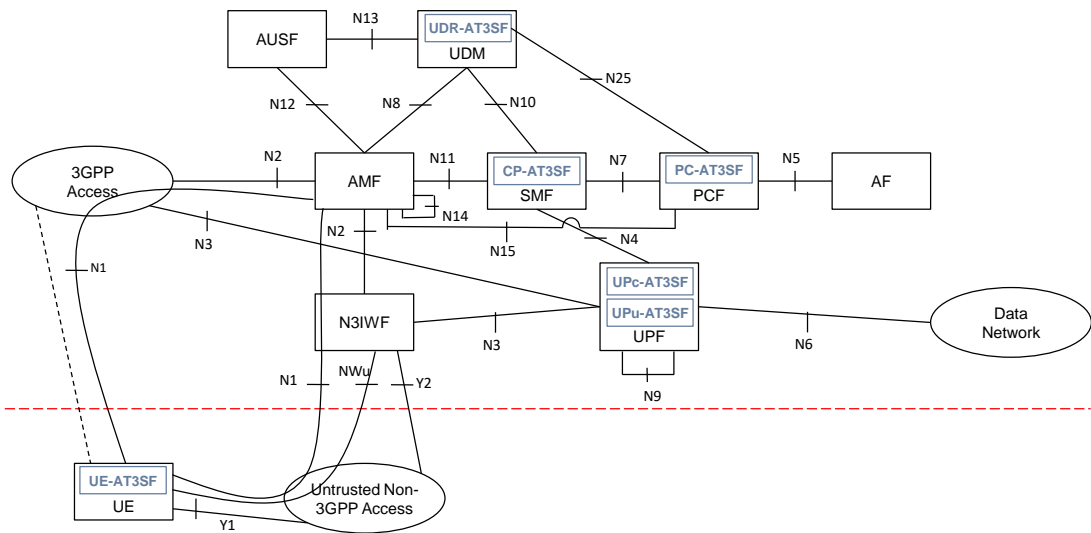 N13
AUSF
UDR-AT3SF
UDM
N25
N12
N8
N10
3GPP
Access
N2
AMF
N11
CP-AT3SF
SMF
N7
PC-AT3SF
PCF
N5
AF
N14
N2
N3
N15
N4
N1
UPc-AT3SF
UPu-AT3SF
UPF
N3IWF
N3
N6
Data
Network
N1
NWu
Y2
N9
UE-AT3SF
UE
Untrusted Non-
3GPP Access
Y1